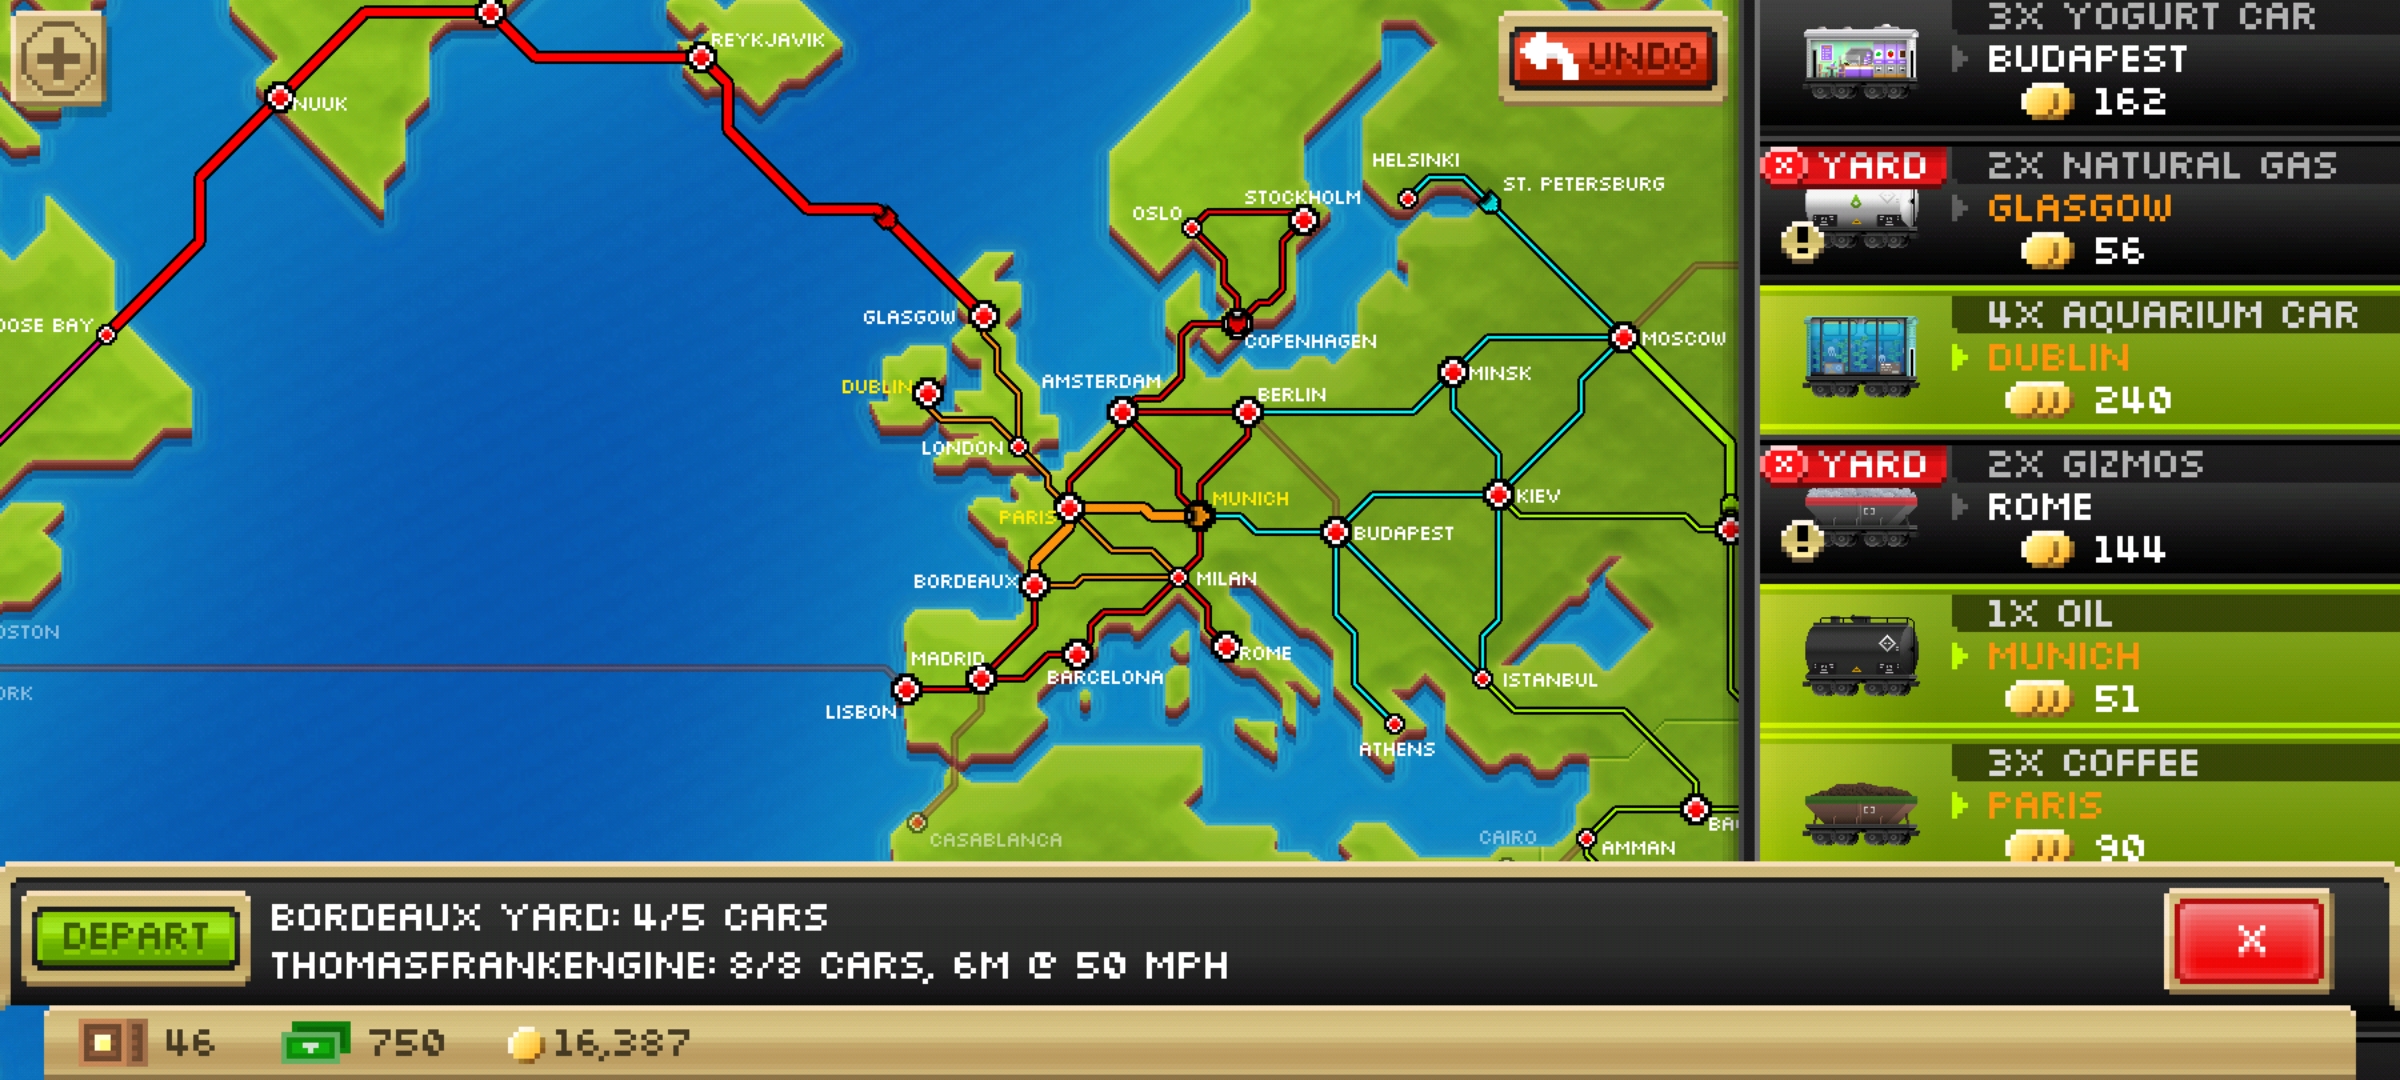 REYKJAVIK
UNDO
NUUK
HELSINKI
ST. PETERSBURG
STOCKHOLM
OSLO
GLASGOW
OOSE BAY
COPENHAGEN
MOSCOW
MINSK
AMSTERDAM
BERLIN
DUBLIN
LONDON
MUNICH
PARIS
KIEV
BUDAPEST
BORDEAUX
MILAN
OSTON
MADRID
ROME
BARCELONA
ISTANBUL
ORK
LISBON
ATHENS
CASABLANCA
CAIRO
AMMAN
BA
3X YOGURT CAR
BUDAPEST
162
YARD
2X NATURAL GAS
GLASGOW
56
4X AQUARIUM CAR
DUBLIN
240
YARD
2X GIZMOS
ROME
144
1X OIL
MUNICH
51
3X COFFEE
PARIS
90
DEPART
BORDEAUX YARD: 4/5 CARS
THOMASFRANKENGINE: 8/8 CARS, 6M @ 50 MPH
X
46
750
16,387